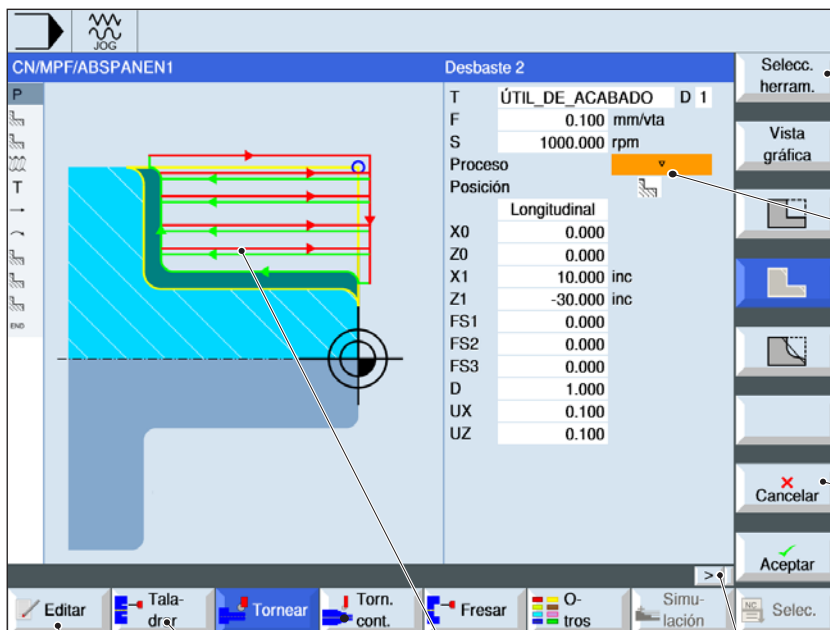 JOG
CN/MPF/ABSPANEN1
Desbaste 2
P
T
END
T ÚTIL_DE_ACABADO D 1
F 0.100 mm/vta
S 1000.000 rpm
Proceso
Posición
Longitudinal
X0 0.000
Z0 0.000
X1 10.000 inc
Z1 -30.000 inc
FS1 0.000
FS2 0.000
FS3 0.000
D 1.000
UX 0.100
UZ 0.100
Selecc.
herram.
Vista
gráfica
Cancelar
Aceptar
>
Editar
Tala-
drar
Tornear
Torn.
cont.
Fresar
O-
tros
Simu-
lación
NC
Selec.